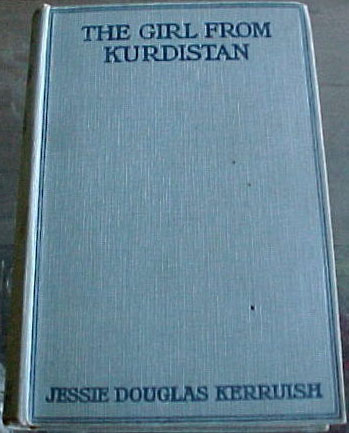 THE GIRL FROM
KURDISTAN
JESSIE DOUGLAS KERRUISH